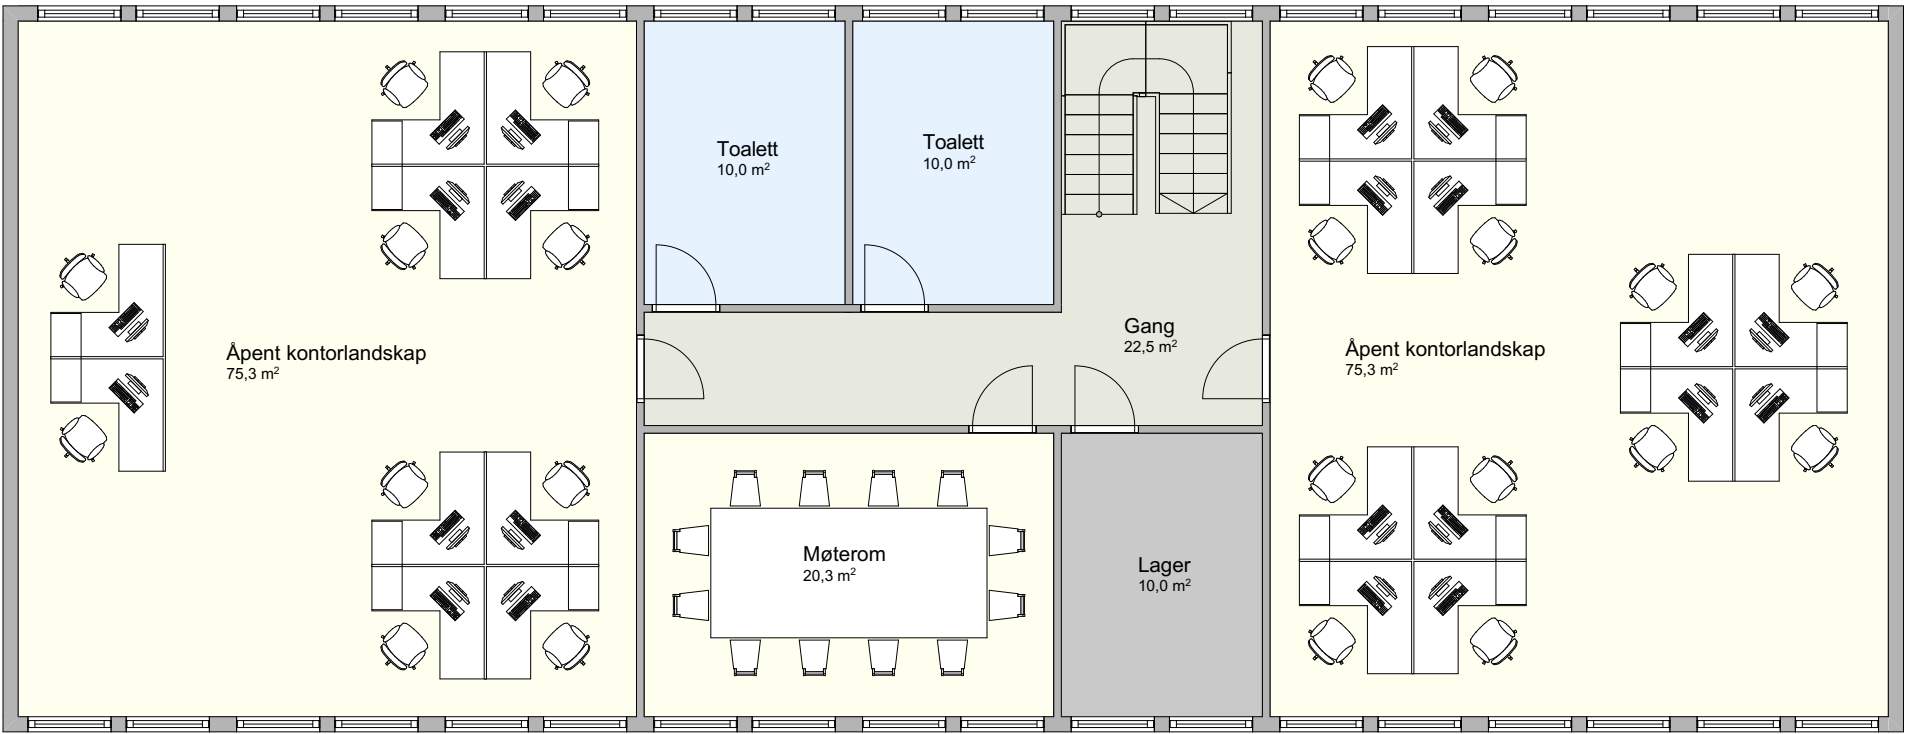 Toalett
10,0 m²
Toalett
10,0 m²
Gang
22,5 m²
Åpent kontorlandskap
75,3 m²
Åpent kontorlandskap
75,3 m²
Møterom
20,3 m²
Lager
10,0 m²